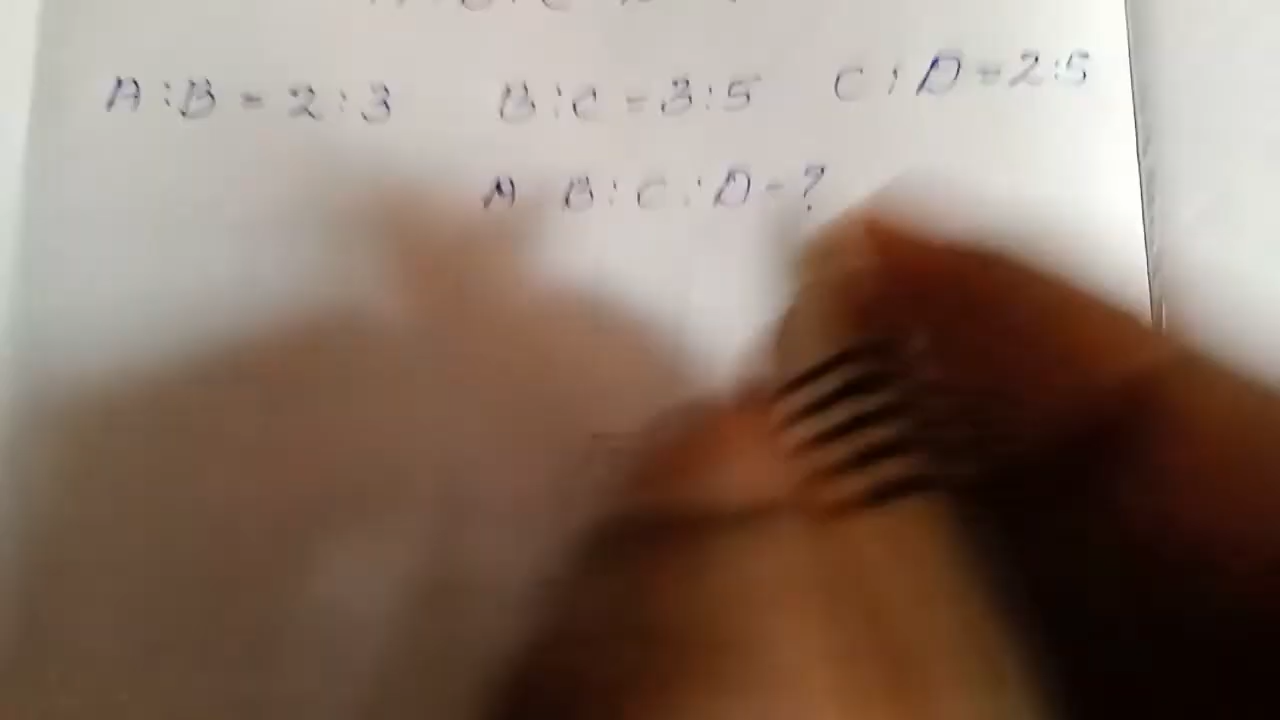 A:B = 2:3 B:C = 3:5 C:D = 2:5
A B:C:D = ?